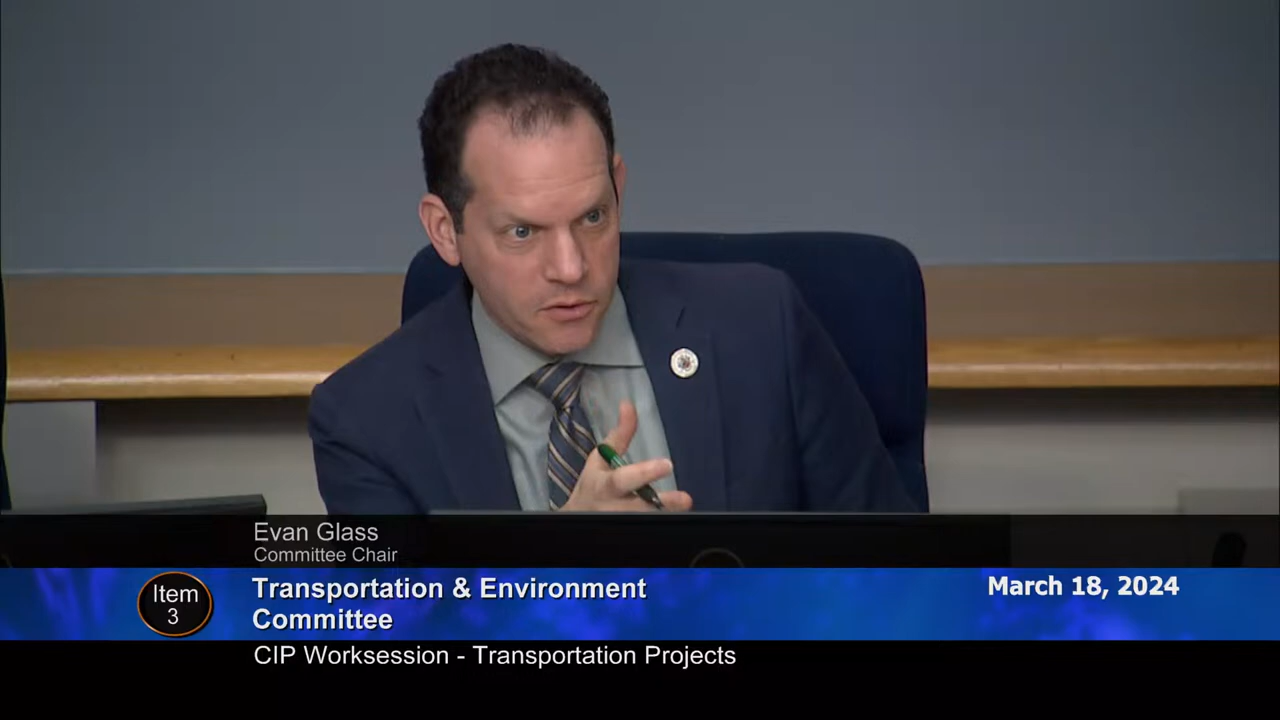 Evan Glass
Committee Chair
Item
3
Transportation & Environment
Committee
March 18, 2024
CIP Worksession - Transportation Projects